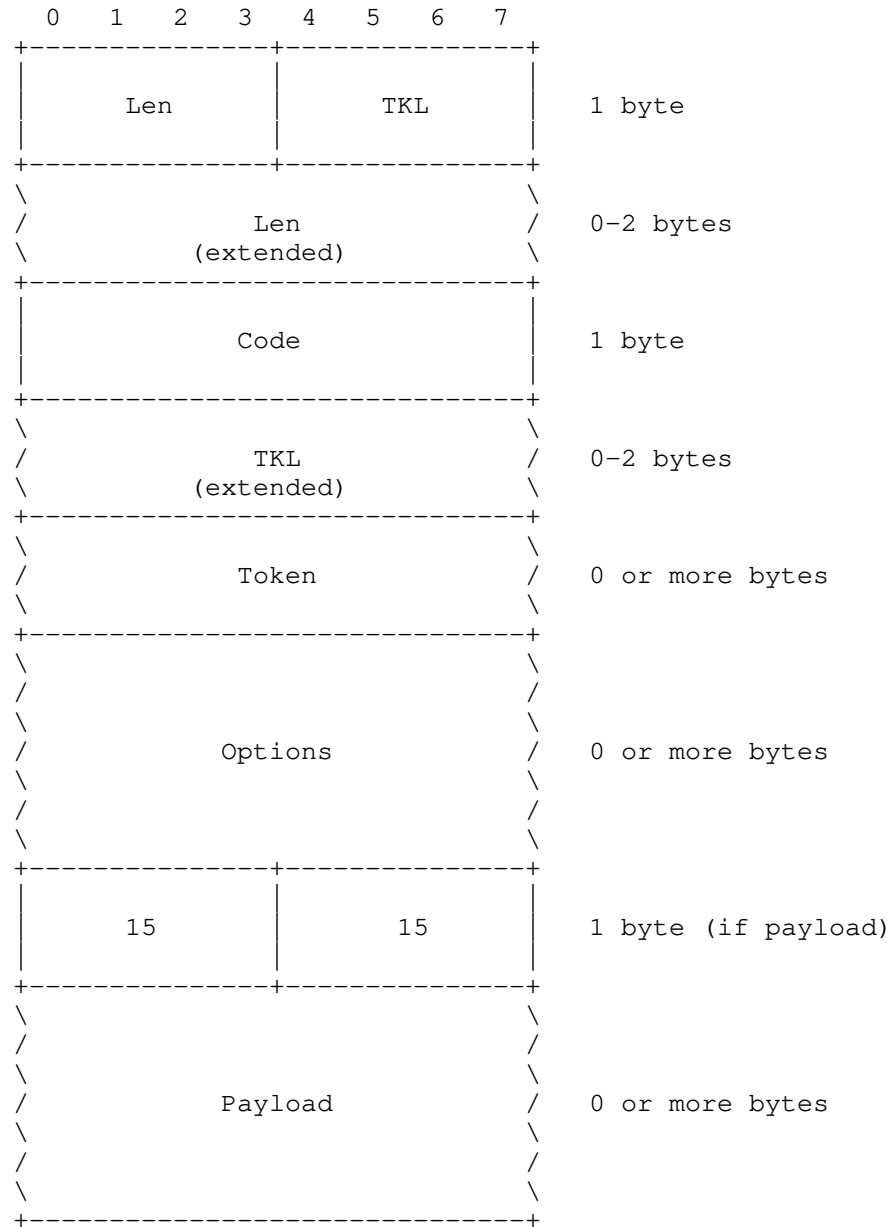 0 1 2 3 4 5 6 7
Len TKL 1 byte
Len 0-2 bytes
(extended)
Code 1 byte
TKL 0-2 bytes
(extended)
Token 0 or more bytes
Options 0 or more bytes
15 15 1 byte (if payload)
Payload 0 or more bytes